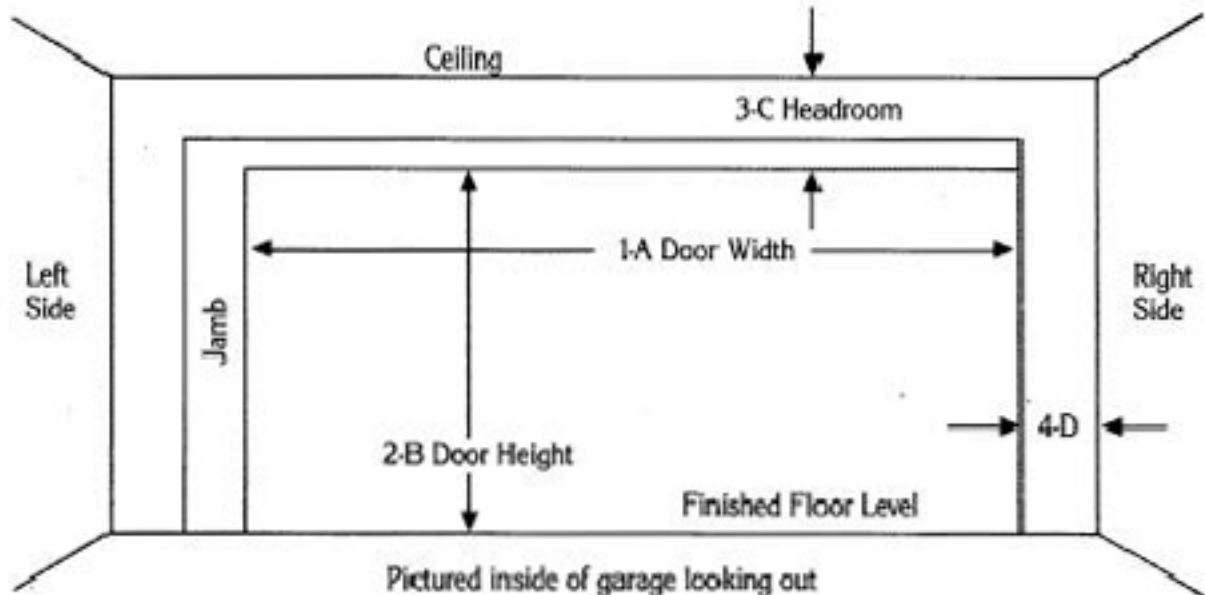 Ceiling
3-C Headroom
1-A Door Width
Left
Side
Right
Side
Jamb
4-D
2-B Door Height
Finished Floor Level
Pictured inside of garage looking out